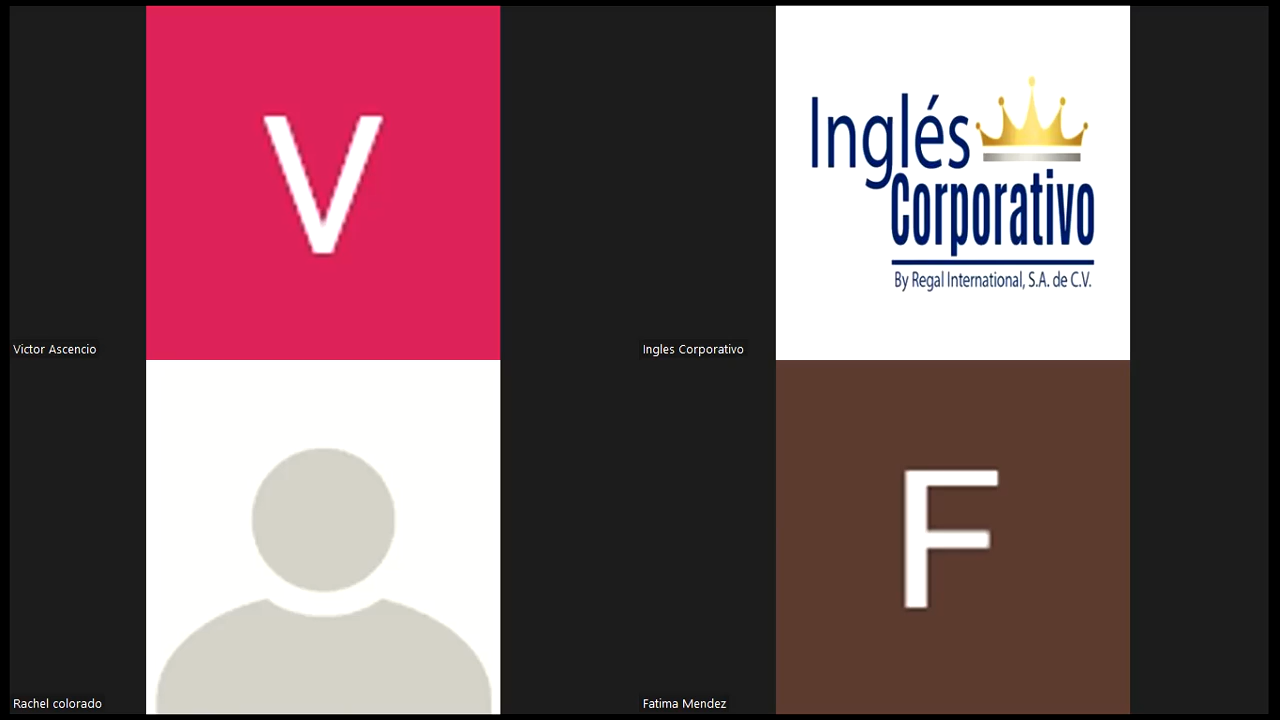 V
Inglés
Corporativo
By Regal International, S.A. de C.V.
Victor Ascencio
Ingles Corporativo
F
Rachel colorado
Fatima Mendez